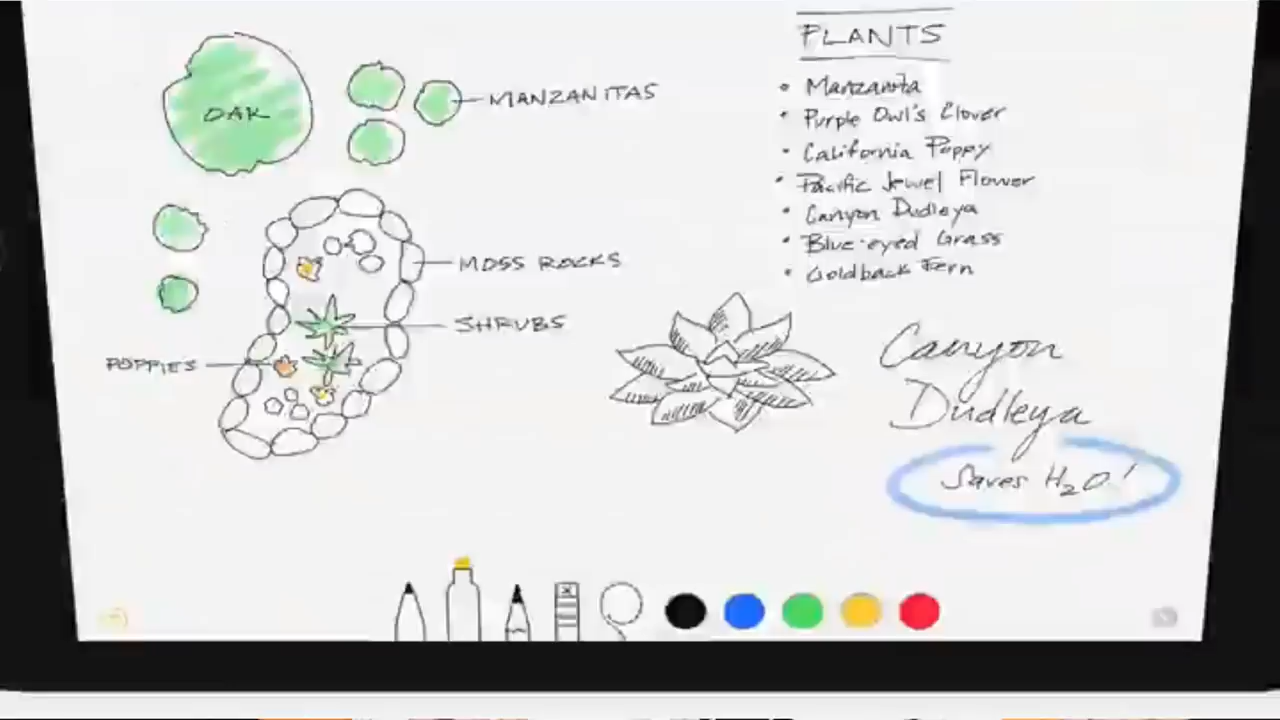 PLANTS
• Manzanita
• Purple Owl's Clover
• California Poppy
• Pacific Jewel Flower
• Canyon Dudleya
• Blue-eyed Grass
• Goldback Fern
OAK
MANZANITAS
MOSS ROCKS
SHRUBS
POPPIES
Canyon
Dudleya
Saves H₂O!